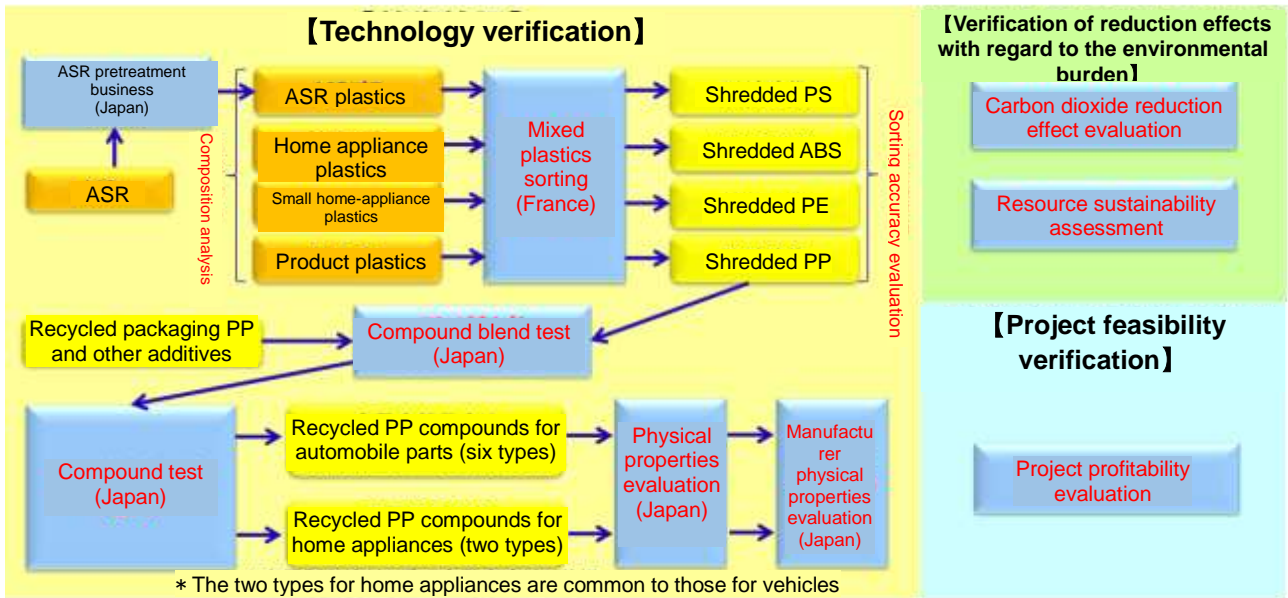 【Technology verification】
ASR pretreatment
business
(Japan)
ASR
Composition analysis
ASR plastics
Home appliance
plastics
Small home-appliance
plastics
Product plastics
Mixed
plastics
sorting
(France)
Shredded PS
Shredded ABS
Shredded PE
Shredded PP
Sorting accuracy evaluation
Recycled packaging PP
and other additives
Compound blend test
(Japan)
Compound test
(Japan)
Recycled PP compounds for
automobile parts (six types)
Recycled PP compounds for
home appliances (two types)
Physical
properties
evaluation
(Japan)
Manufactu
rer
physical
properties
evaluation
(Japan)
* The two types for home appliances are common to those for vehicles
【Verification of reduction effects
with regard to the environmental
burden】
Carbon dioxide reduction
effect evaluation
Resource sustainability
assessment
【Project feasibility
verification】
Project profitability
evaluation